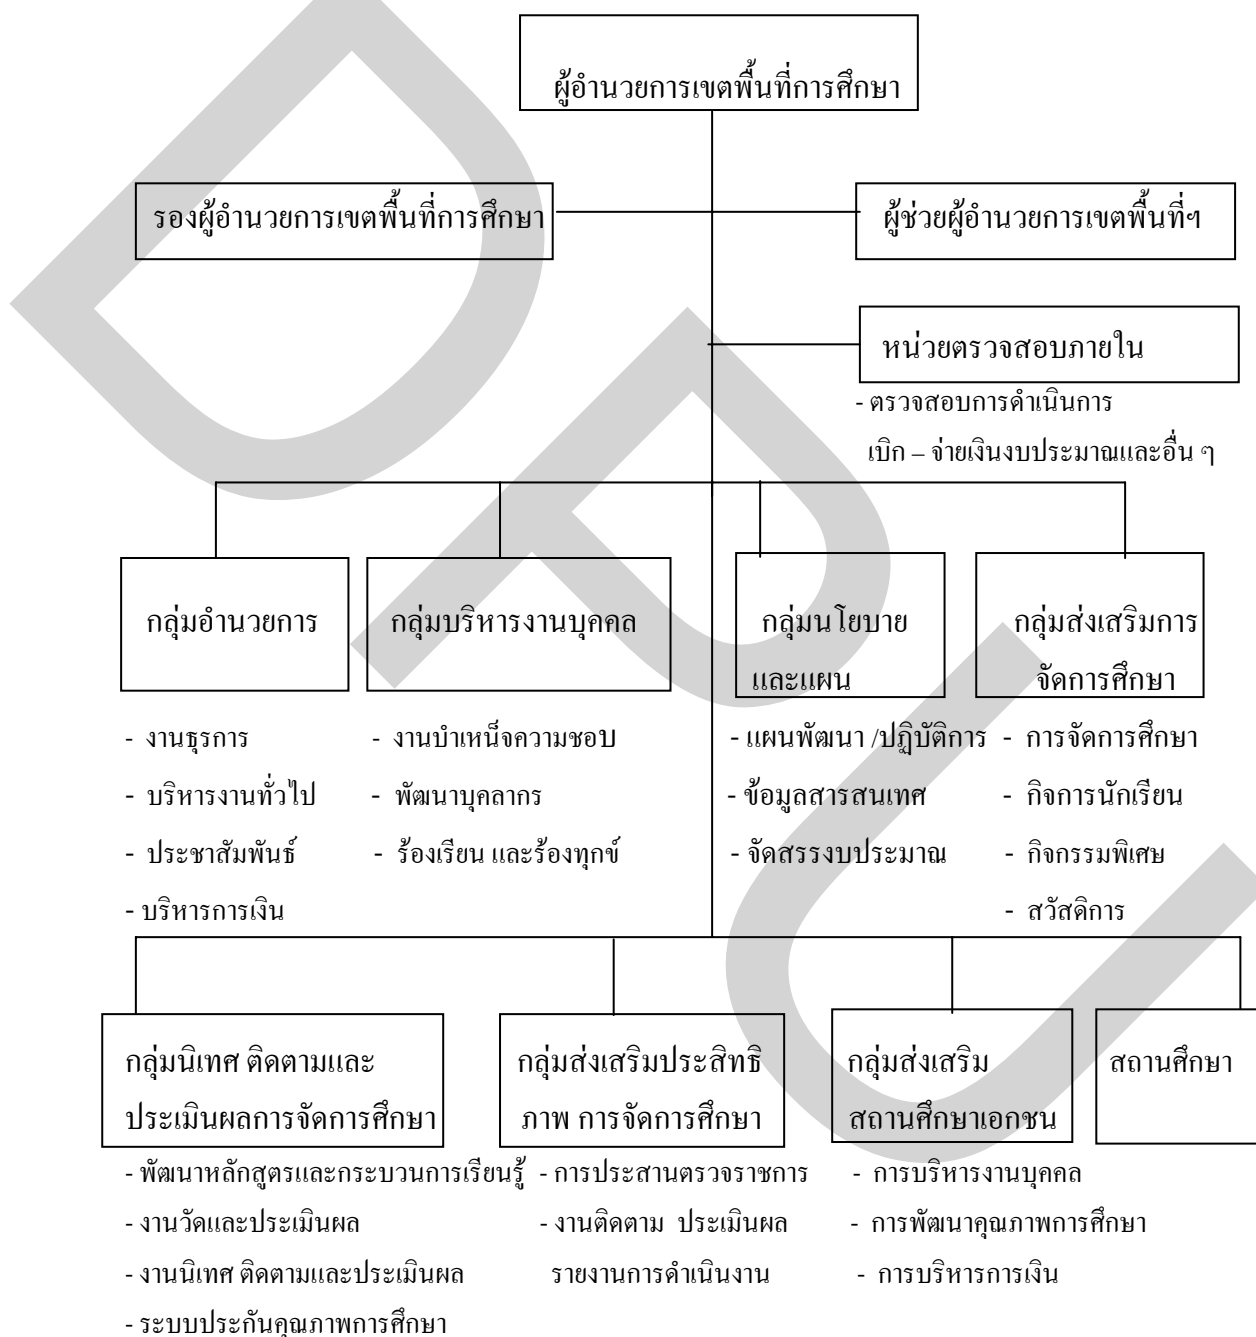 ผู้อำนวยการเขตพื้นที่การศึกษา
รองผู้อำนวยการเขตพื้นที่การศึกษา
ผู้ช่วยผู้อำนวยการเขตพื้นที่ฯ
หน่วยตรวจสอบภายใน
- ตรวจสอบการดำเนินการ
เบิก – จ่ายเงินงบประมาณและอื่น ๆ
กลุ่มอำนวยการ
- งานธุรการ
- บริหารงานทั่วไป
- ประชาสัมพันธ์
- บริหารการเงิน
กลุ่มบริหารงานบุคคล
- งานบำเหน็จความชอบ
- พัฒนาบุคลากร
- ร้องเรียน และร้องทุกข์
กลุ่มนโยบาย
และแผน
- แผนพัฒนา /ปฏิบัติการ
- ข้อมูลสารสนเทศ
- จัดสรรงบประมาณ
กลุ่มส่งเสริมการ
จัดการศึกษา
- การจัดการศึกษา
- กิจการนักเรียน
- กิจกรรมพิเศษ
- สวัสดิการ
กลุ่มนิเทศ ติดตามและ
ประเมินผลการจัดการศึกษา
- พัฒนาหลักสูตรและกระบวนการเรียนรู้
- งานวัดและประเมินผล
- งานนิเทศ ติดตามและประเมินผล
- ระบบประกันคุณภาพการศึกษา
กลุ่มส่งเสริมประสิทธิ
ภาพ การจัดการศึกษา
- การประสานตรวจราชการ
- งานติดตาม ประเมินผล
รายงานการดำเนินงาน
กลุ่มส่งเสริม
สถานศึกษาเอกชน
- การบริหารงานบุคคล
- การพัฒนาคุณภาพการศึกษา
- การบริหารการเงิน
สถานศึกษา
DPU